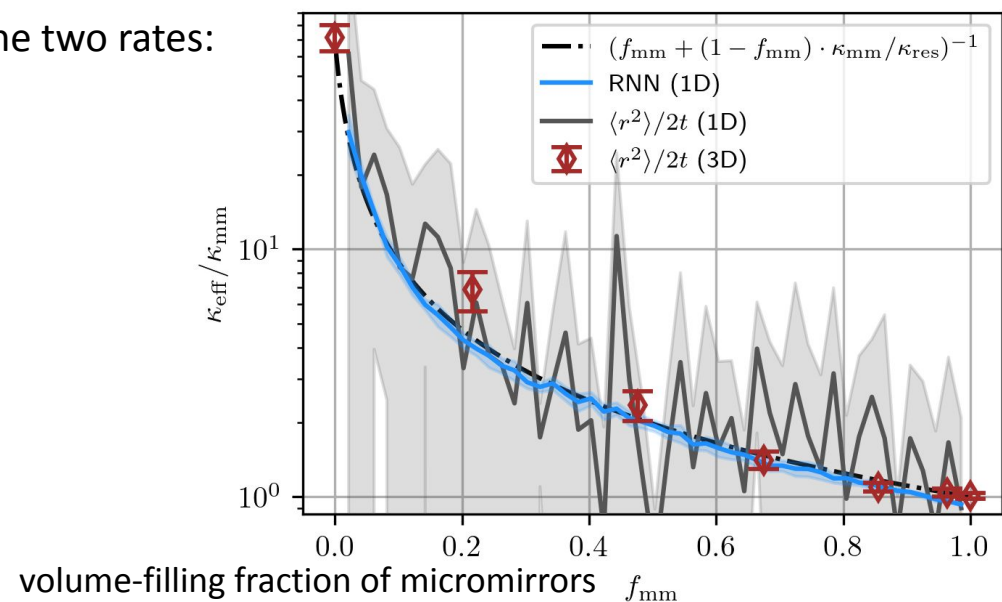 he two rates:
(f_mm + (1 − f_mm) · κ_mm/κ_res)^−1
RNN (1D)
⟨r²⟩/2t (1D)
⟨r²⟩/2t (3D)
κ_eff/κ_mm
10^1
10^0
0.0 0.2 0.4 0.6 0.8 1.0
volume-filling fraction of micromirrors f_mm